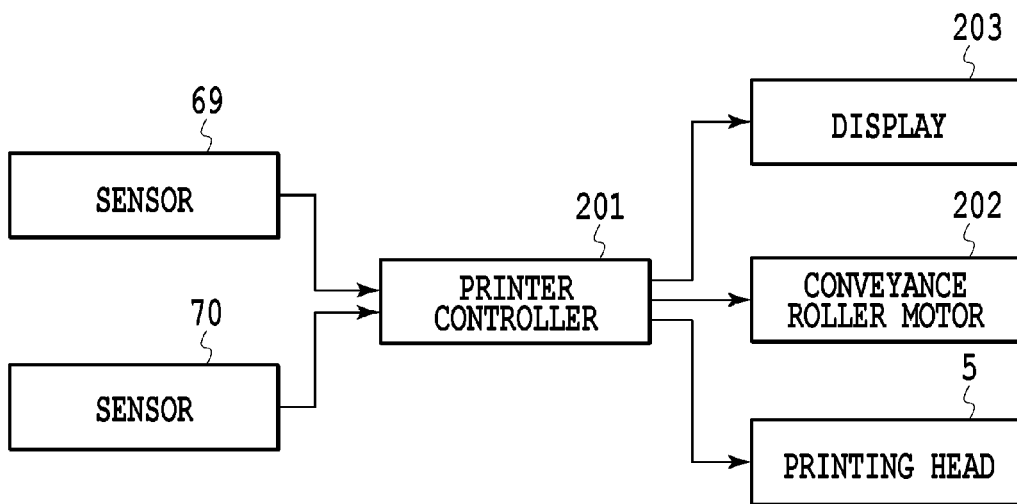 203
DISPLAY
69
SENSOR
201
PRINTER
CONTROLLER
202
CONVEYANCE
ROLLER MOTOR
70
SENSOR
5
PRINTING HEAD